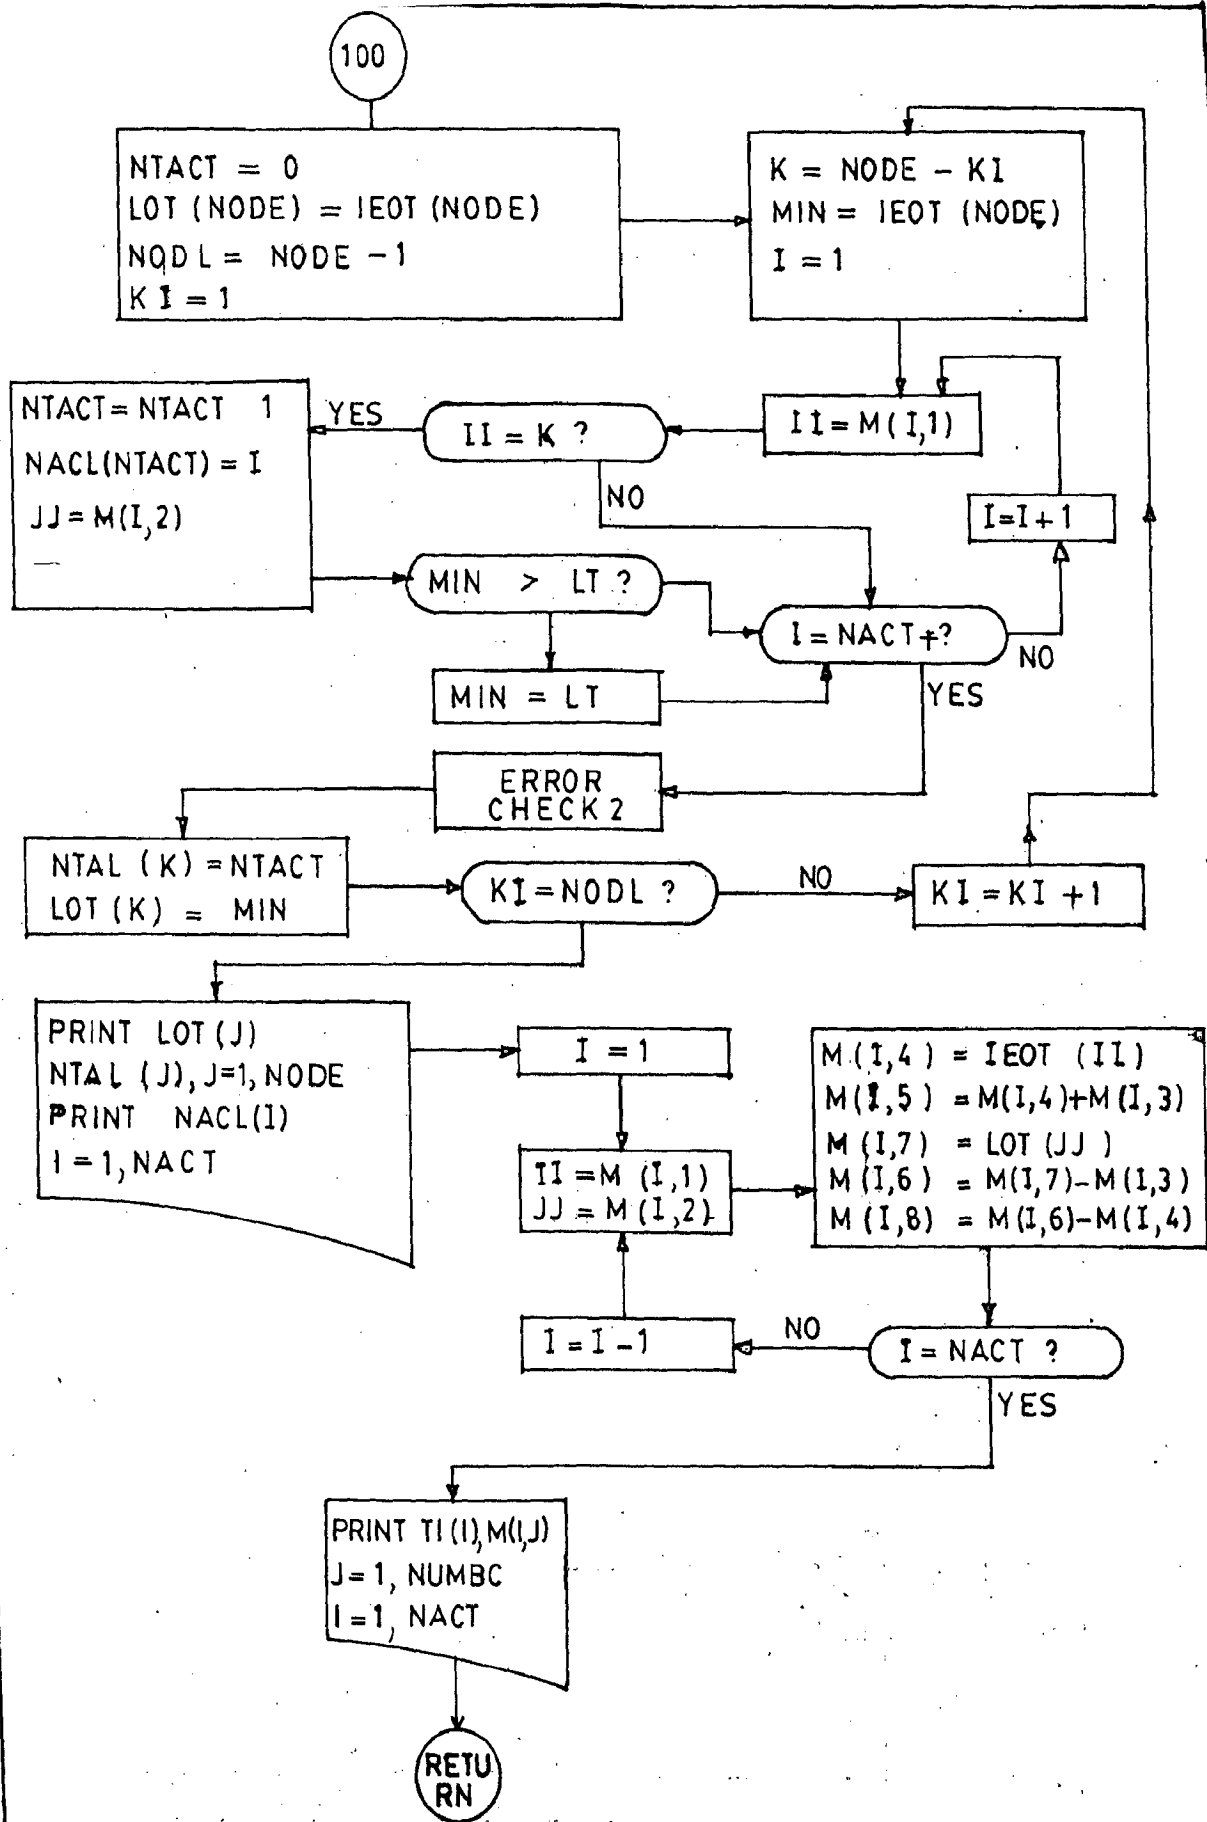 100
NTACT = 0
LOT (NODE) = IEOT (NODE)
NODL = NODE - 1
KI = 1
K = NODE - KI
MIN = IEOT (NODE)
I = 1
II = M(I,1)
II = K ?
YES
NO
NTACT = NTACT 1
NACL(NTACT) = I
JJ = M(I,2)
I = I + 1
MIN > LT ?
I = NACT + ?
NO
YES
MIN = LT
ERROR
CHECK 2
NTAL (K) = NTACT
LOT (K) = MIN
KI = NODL ?
NO
KI = KI + 1
PRINT LOT (J)
NTAL (J), J=1, NODE
PRINT NACL(I)
I = 1, NACT
I = 1
II = M (I,1)
JJ = M (I,2)
M (I,4) = IEOT (II)
M (I,5) = M(I,4)+M(I,3)
M (I,7) = LOT (JJ)
M (I,6) = M(I,7)-M(I,3)
M (I,8) = M(I,6)-M(I,4)
I = I - 1
NO
I = NACT ?
YES
PRINT TI(I), M(I,J)
J = 1, NUMBC
I = 1, NACT
RETU
RN